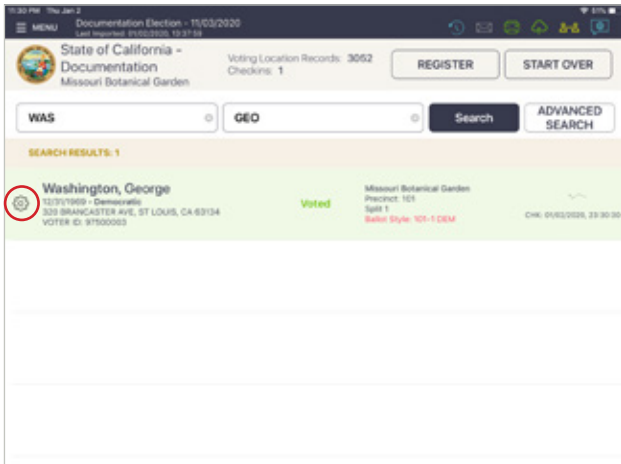 11:30 PM Thu Jan 2
51%
MENU
Documentation Election - 11/03/2020
Last Imported: 01/02/2020, 19:37:58
State of California - Documentation
Missouri Botanical Garden
Voting Location Records: 3052
Checkins: 1
REGISTER
START OVER
WAS
GEO
Search
ADVANCED
SEARCH
SEARCH RESULTS: 1
Washington, George
12/31/1969 - Democratic
320 BRANCASTER AVE, ST LOUIS, CA 63134
VOTER ID: 97500003
Voted
Missouri Botanical Garden
Precinct: 101
Split 1
Ballot Style: 101-1 DEM
CHK: 01/02/2020, 23:30:30